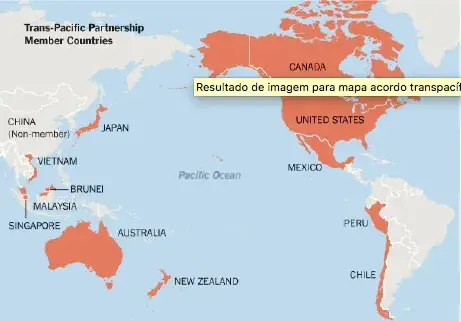 Trans-Pacific Partnership
Member Countries
CANADA
Resultado de imagem para mapa acordo transpacíf
UNITED STATES
CHINA
(Non-member)
JAPAN
VIETNAM
MEXICO
Pacific Ocean
BRUNEI
MALAYSIA
SINGAPORE
AUSTRALIA
PERU
CHILE
NEW ZEALAND